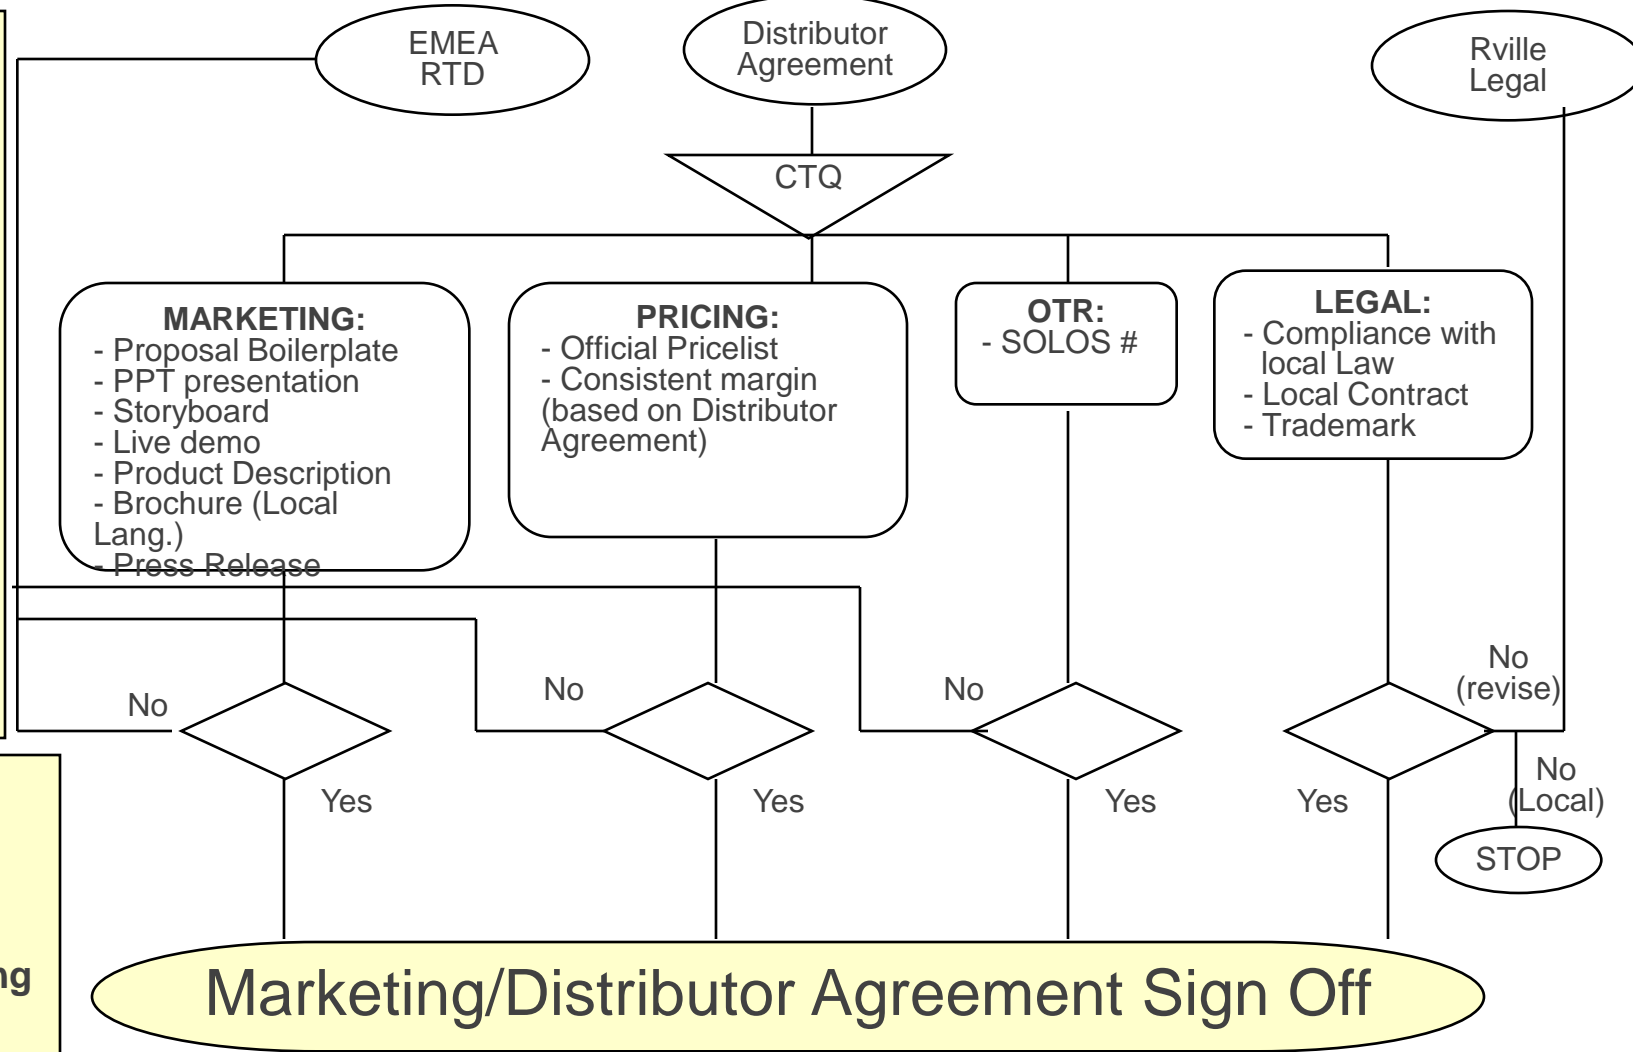 EMEA
RTD
Distributor
Agreement
Rville
Legal
CTQ
MARKETING:
- Proposal Boilerplate
- PPT presentation
- Storyboard
- Live demo
- Product Description
- Brochure (Local
Lang.)
- Press Release
PRICING:
- Official Pricelist
- Consistent margin
(based on Distributor
Agreement)
OTR:
- SOLOS #
LEGAL:
- Compliance with
local Law
- Local Contract
- Trademark
No
No
No
No
(revise)
Yes
Yes
Yes
Yes
No
(Local)
STOP
Marketing/Distributor Agreement Sign Off